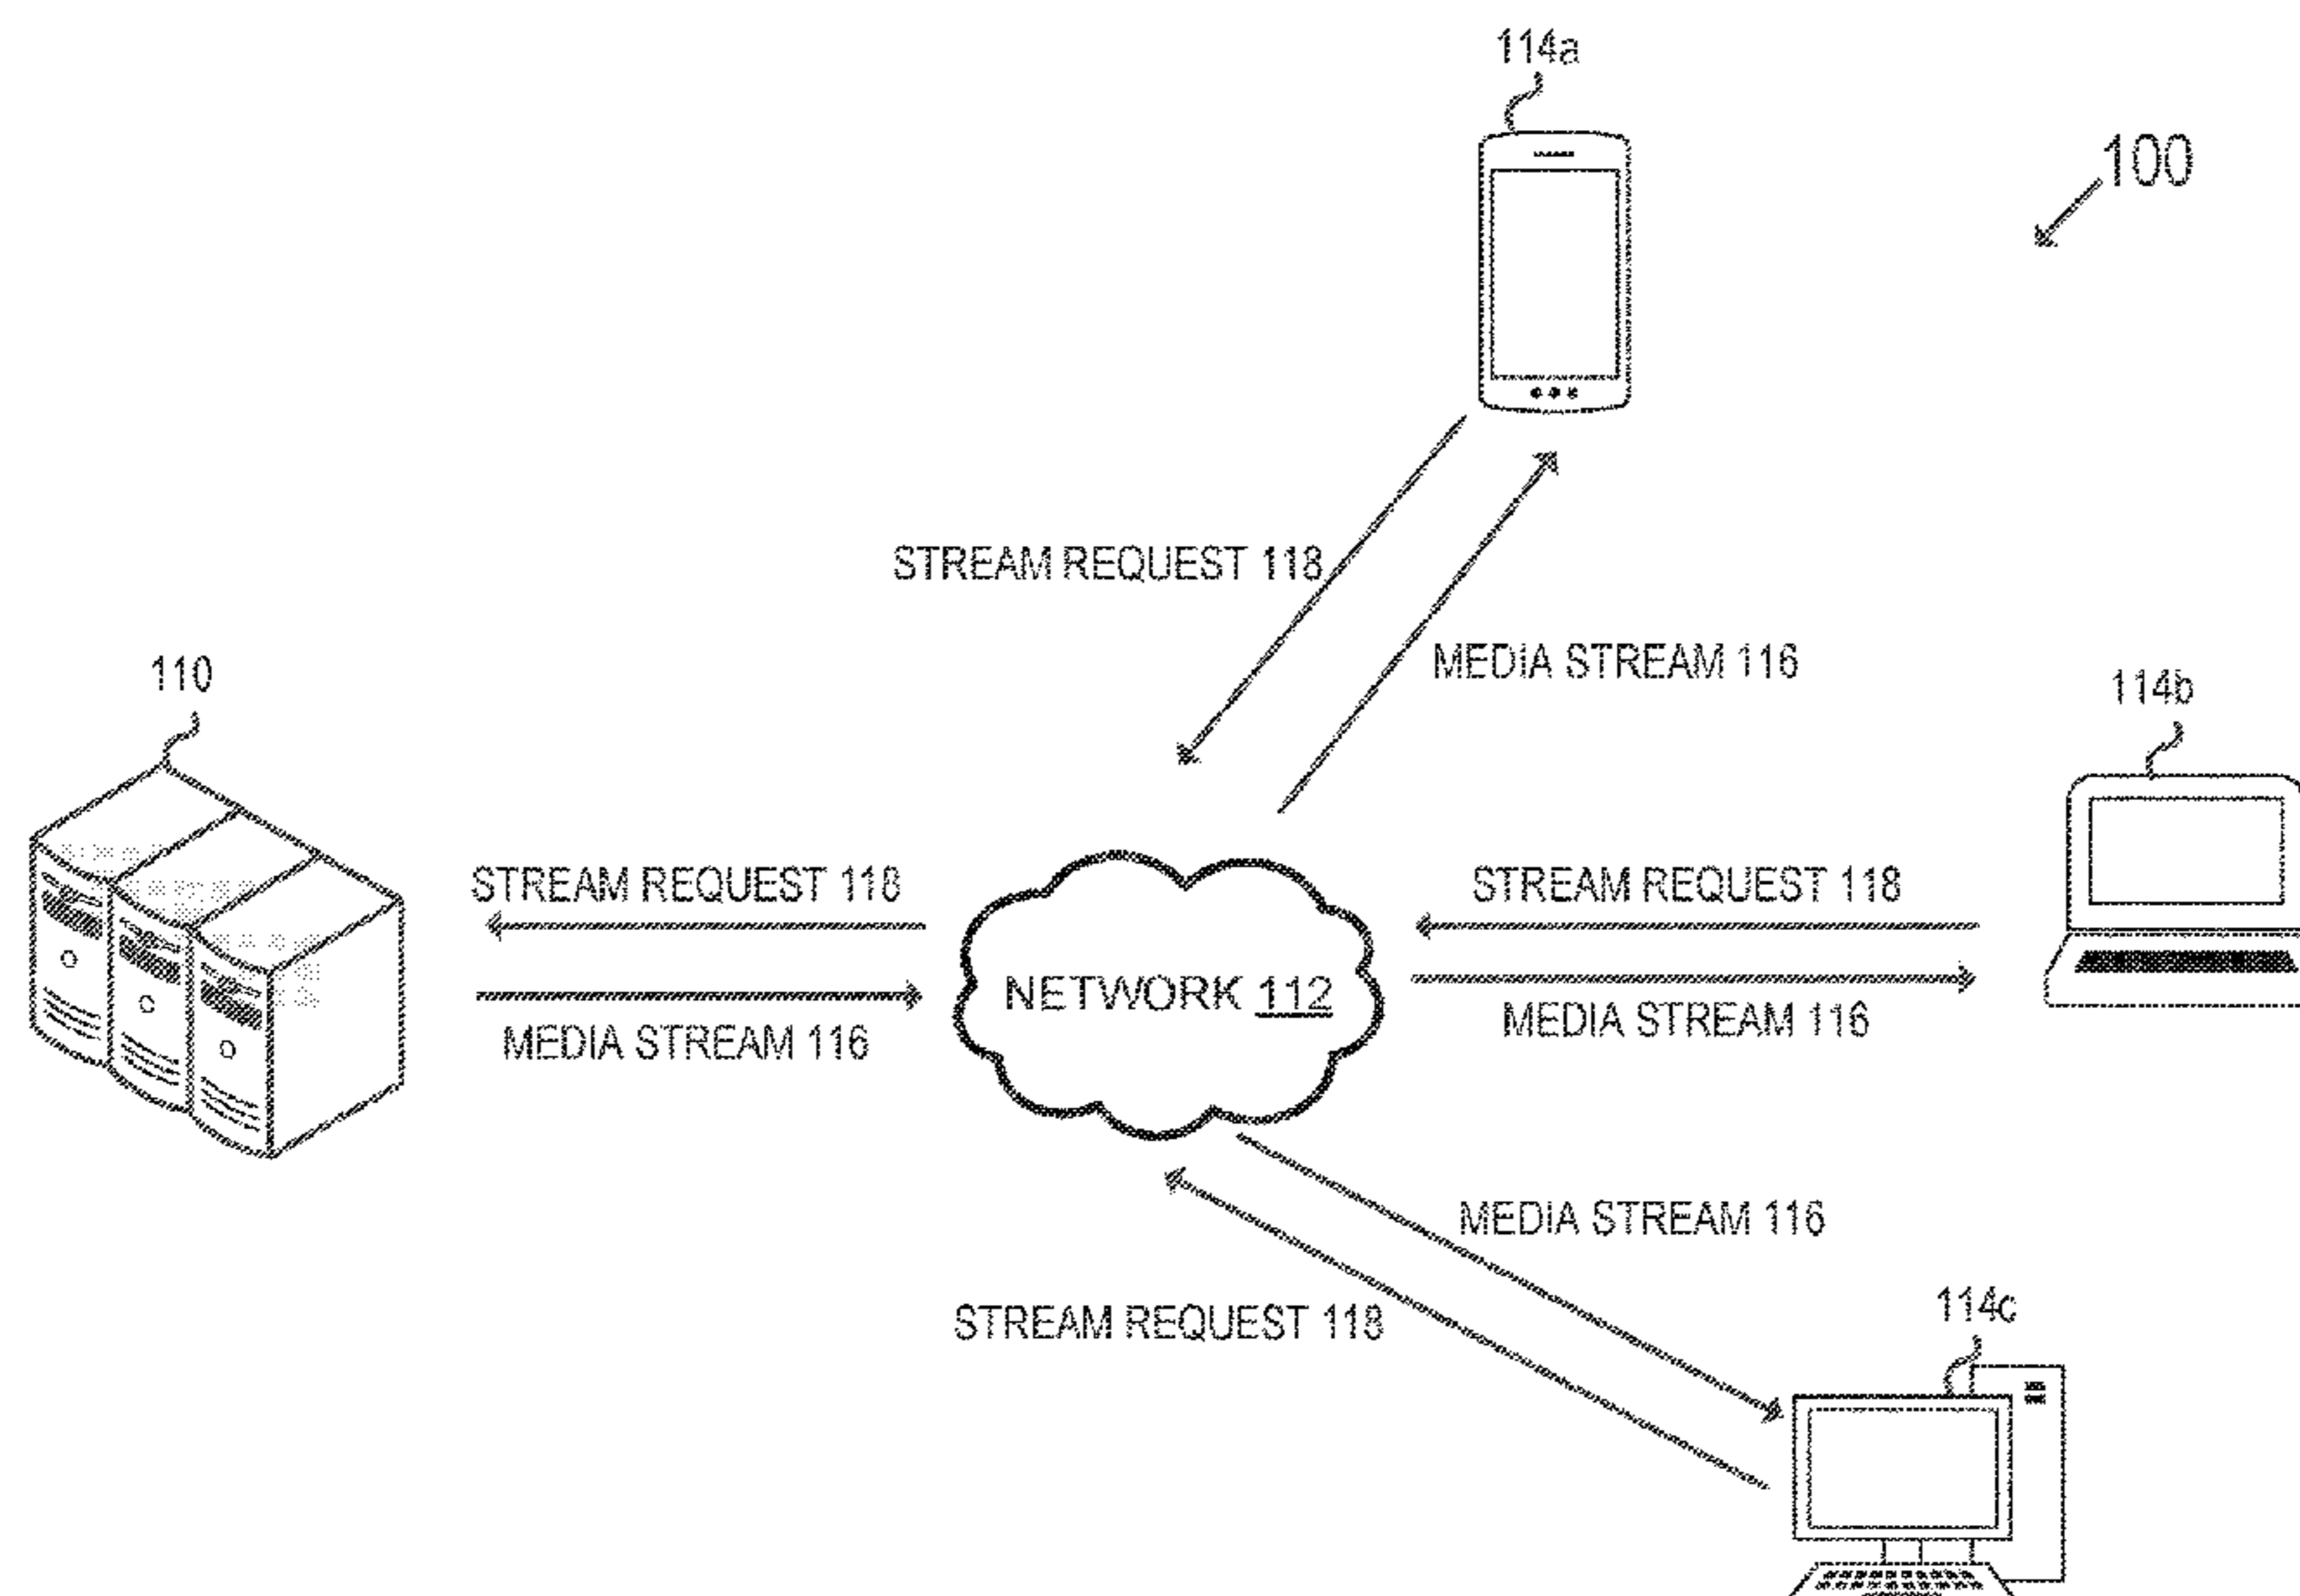 114a
100
STREAM REQUEST 118
MEDIA STREAM 116
110
114b
STREAM REQUEST 118
STREAM REQUEST 118
NETWORK 112
MEDIA STREAM 116
MEDIA STREAM 116
MEDIA STREAM 116
STREAM REQUEST 118
114c